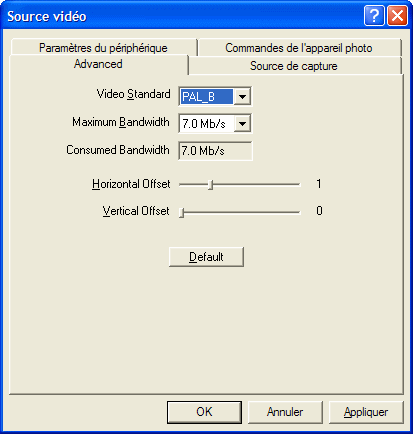 Source vidéo
Paramètres du périphérique
Commandes de l'appareil photo
Advanced
Source de capture
Video Standard PAL_B
Maximum Bandwidth 7.0 Mb/s
Consumed Bandwidth 7.0 Mb/s
Horizontal Offset 1
Vertical Offset 0
Default
OK Annuler Appliquer